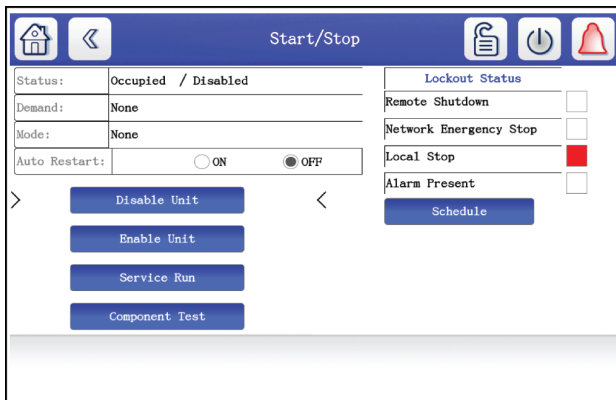 Start/Stop
Status: Occupied / Disabled
Demand: None
Mode: None
Auto Restart: ON OFF
> Disable Unit <
Enable Unit
Service Run
Component Test
Lockout Status
Remote Shutdown
Network Emergency Stop
Local Stop
Alarm Present
Schedule